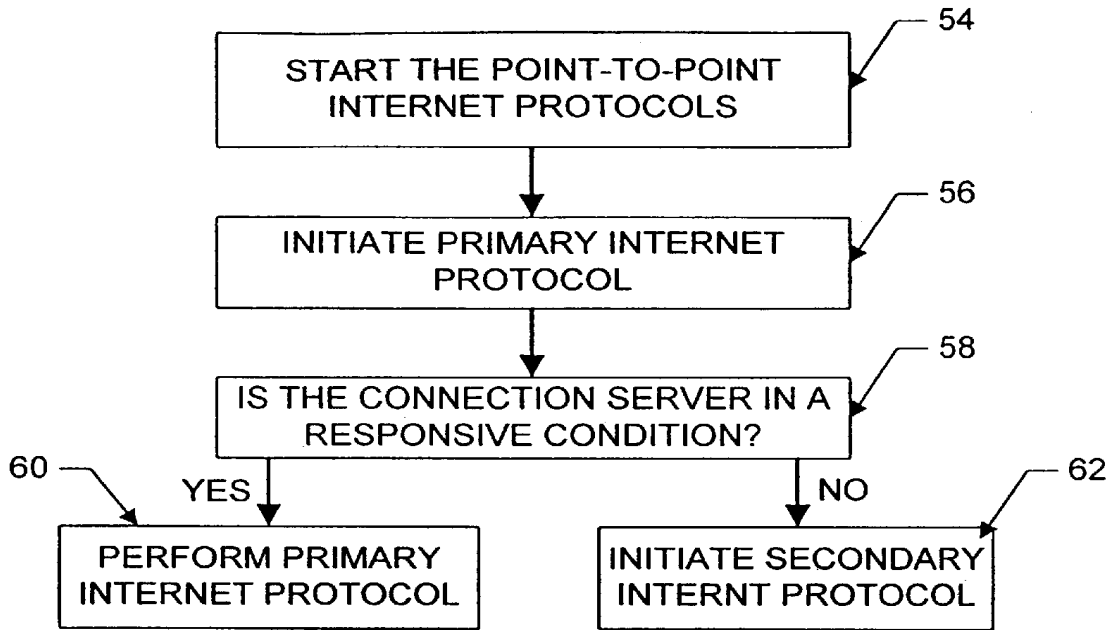 54
START THE POINT-TO-POINT
INTERNET PROTOCOLS
56
INITIATE PRIMARY INTERNET
PROTOCOL
58
IS THE CONNECTION SERVER IN A
RESPONSIVE CONDITION?
60
YES
NO
62
PERFORM PRIMARY
INTERNET PROTOCOL
INITIATE SECONDARY
INTERNT PROTOCOL